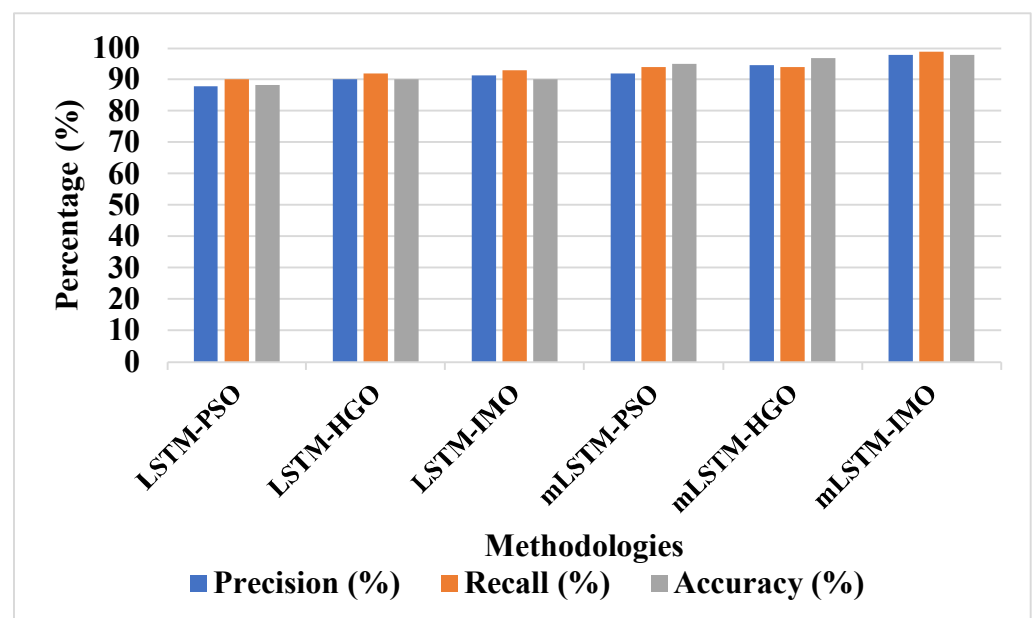 Percentage (%)
100
90
80
70
60
50
40
30
20
10
0
LSTM-PSO
LSTM-HGO
LSTM-IMO
mLSTM-PSO
mLSTM-HGO
mLSTM-IMO
Methodologies
Precision (%) Recall (%) Accuracy (%)